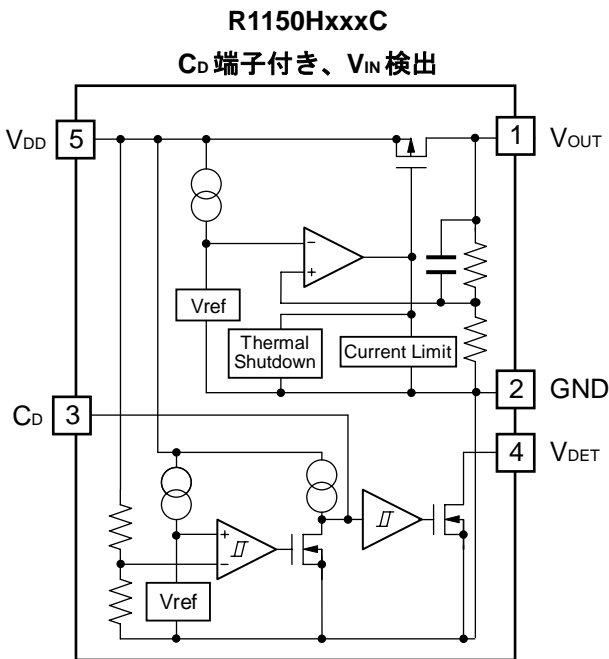 R1150HxxxC
CD 端子付き、VIN 検出
VDD 5
1 VOUT
−
+
Vref
Thermal
Shutdown
Current Limit
2 GND
CD 3
4 VDET
+
−
Vref